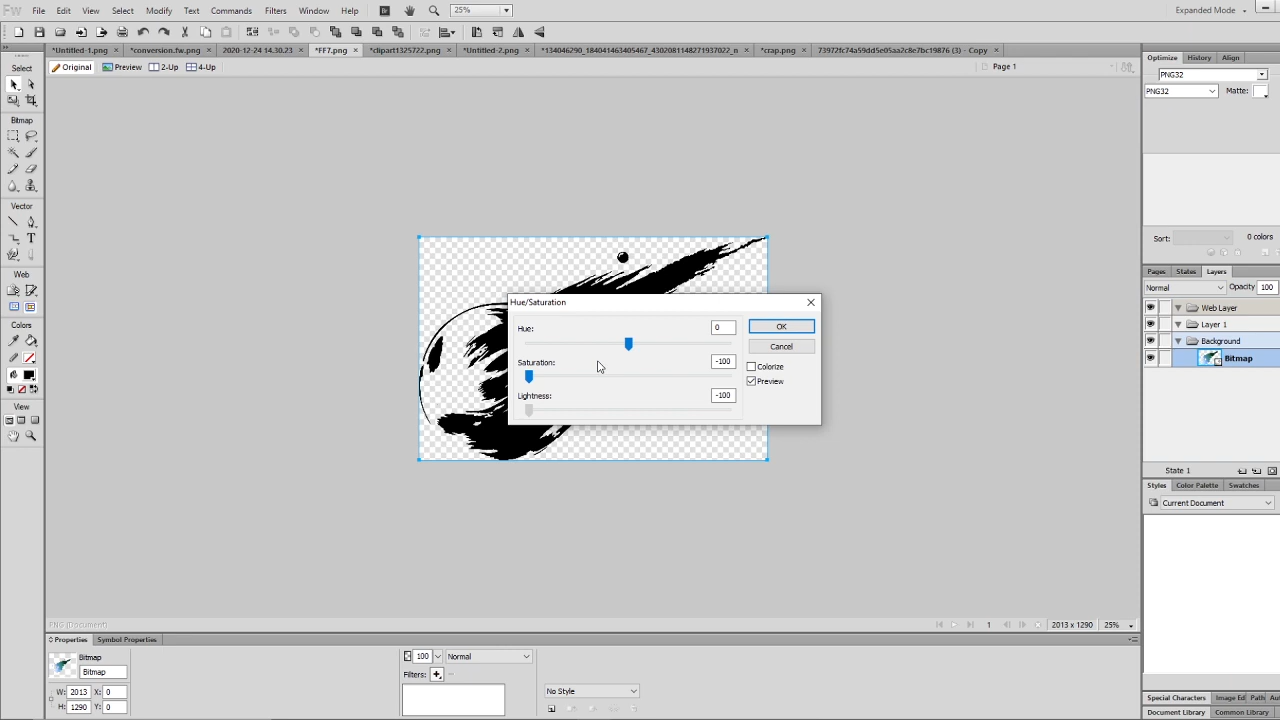 Fw File Edit View Select Modify Text Commands Filters Window Help Br 25% Expanded Mode
*Untitled-1.png *conversion.fw.png 2020-12-24 14.30.23 *FF7.png *clipart1325722.png *Untitled-2.png *134046290_184041463405467_4302081148271937022_n *crap.png 73972fc74a59dd5e05aa2c8e7bc19876 (3) - Copy
Original Preview 2-Up 4-Up Page 1
Select
Bitmap
Vector
Web
Colors
View
Optimize History Align
PNG32
PNG32 Matte:
Sort: 0 colors
Pages States Layers
Normal Opacity 100
Web Layer
Layer 1
Background
Bitmap
State 1
Styles Color Palette Swatches
Current Document
Hue/Saturation
Hue: 0 OK
Cancel
Saturation: -100 Colorize
Preview
Lightness: -100
PNG (Document) 1 2013 x 1290 25%
Properties Symbol Properties
Bitmap 100 Normal
Bitmap Filters:
W: 2013 X: 0 No Style
H: 1290 Y: 0
Special Characters Image Ed Path Au
Document Library Common Library